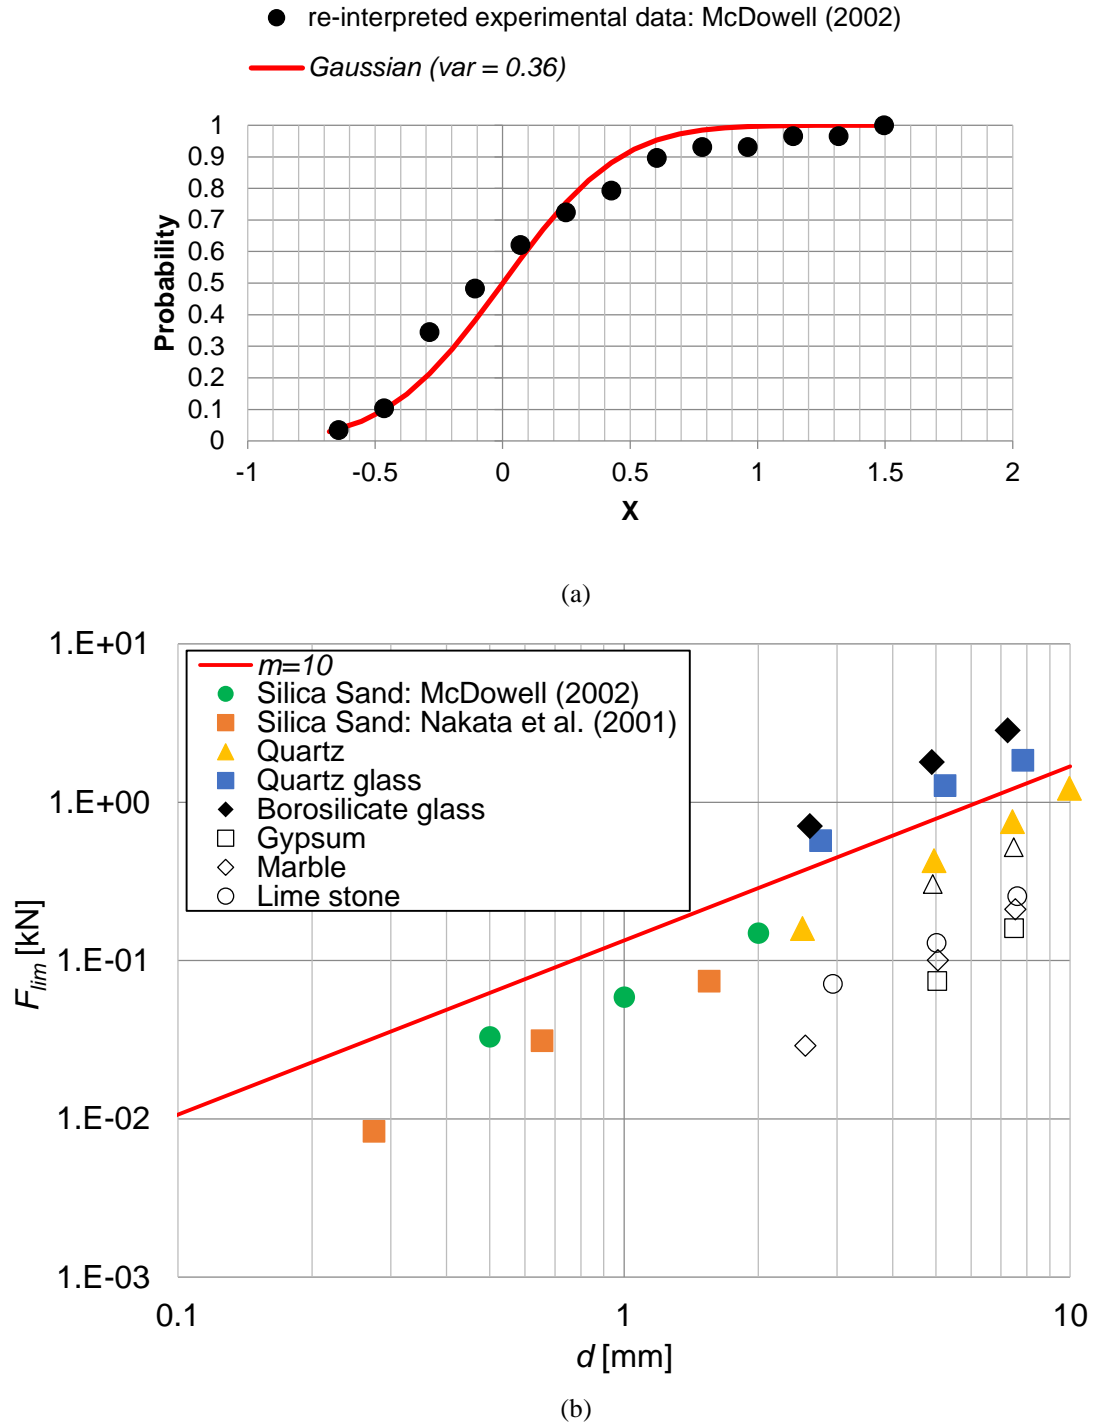 re-interpreted experimental data: McDowell (2002)
Gaussian (var = 0.36)
1
0.9
0.8
0.7
0.6
0.5
0.4
0.3
0.2
0.1
0
Probability
-1 -0.5 0 0.5 1 1.5 2
X
(a)
1.E+01
1.E+00
1.E-01
1.E-02
1.E-03
F_lim [kN]
m=10
Silica Sand: McDowell (2002)
Silica Sand: Nakata et al. (2001)
Quartz
Quartz glass
Borosilicate glass
Gypsum
Marble
Lime stone
0.1 1 10
d [mm]
(b)